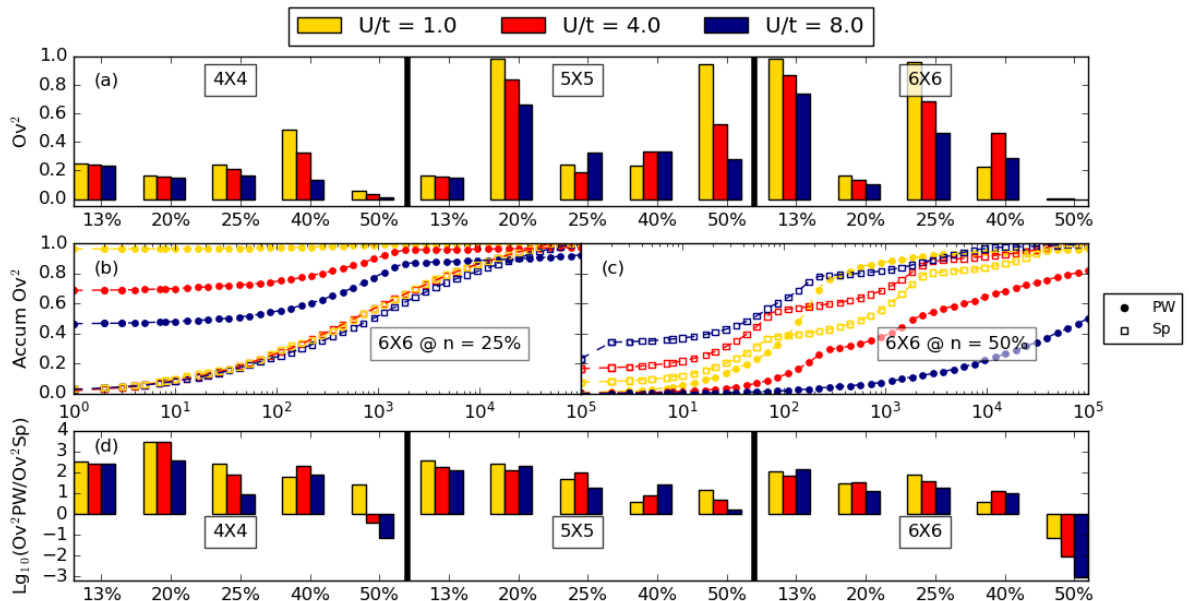 U/t = 1.0 U/t = 4.0 U/t = 8.0
1.0
0.8
0.6
0.4
0.2
0.0
Ov²
(a)
4X4
5X5
6X6
13% 20% 25% 40% 50% 13% 20% 25% 40% 50% 13% 20% 25% 40% 50%
1.0
0.8
0.6
0.4
0.2
0.0
Accum Ov²
(b)
6X6 @ n = 25%
(c)
6X6 @ n = 50%
PW
Sp
10⁰ 10¹ 10² 10³ 10⁴ 10⁵ 10¹ 10² 10³ 10⁴ 10⁵
4
3
2
1
0
−1
−2
−3
Lg₁₀(Ov²PW/Ov²Sp)
(d)
4X4
5X5
6X6
13% 20% 25% 40% 50% 13% 20% 25% 40% 50% 13% 20% 25% 40% 50%